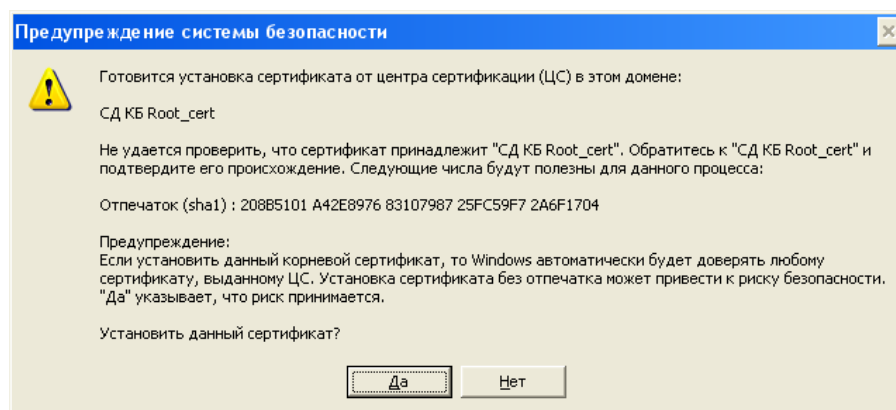 Предупреждение системы безопасности
Готовится установка сертификата от центра сертификации (ЦС) в этом домене:
СД КБ Root_cert
Не удается проверить, что сертификат принадлежит "СД КБ Root_cert". Обратитесь к "СД КБ Root_cert" и
подтвердите его происхождение. Следующие числа будут полезны для данного процесса:
Отпечаток (sha1) : 208B5101 A42E8976 83107987 25FC59F7 2A6F1704
Предупреждение:
Если установить данный корневой сертификат, то Windows автоматически будет доверять любому
сертификату, выданному ЦС. Установка сертификата без отпечатка может привести к риску безопасности.
"Да" указывает, что риск принимается.
Установить данный сертификат?
Да Нет